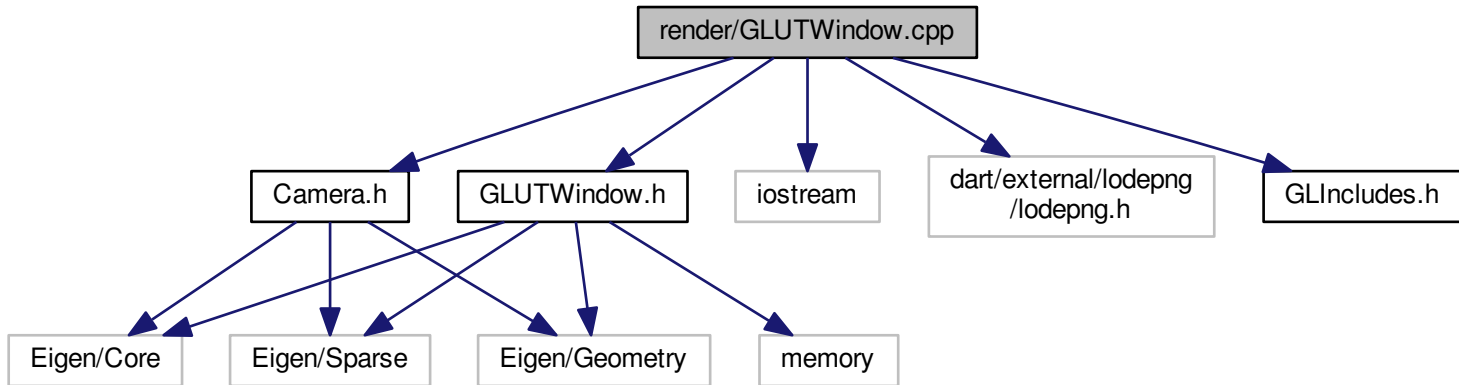 render/GLUTWindow.cpp
Camera.h
GLUTWindow.h
iostream
dart/external/lodepng
/lodepng.h
GLIncludes.h
Eigen/Core
Eigen/Sparse
Eigen/Geometry
memory